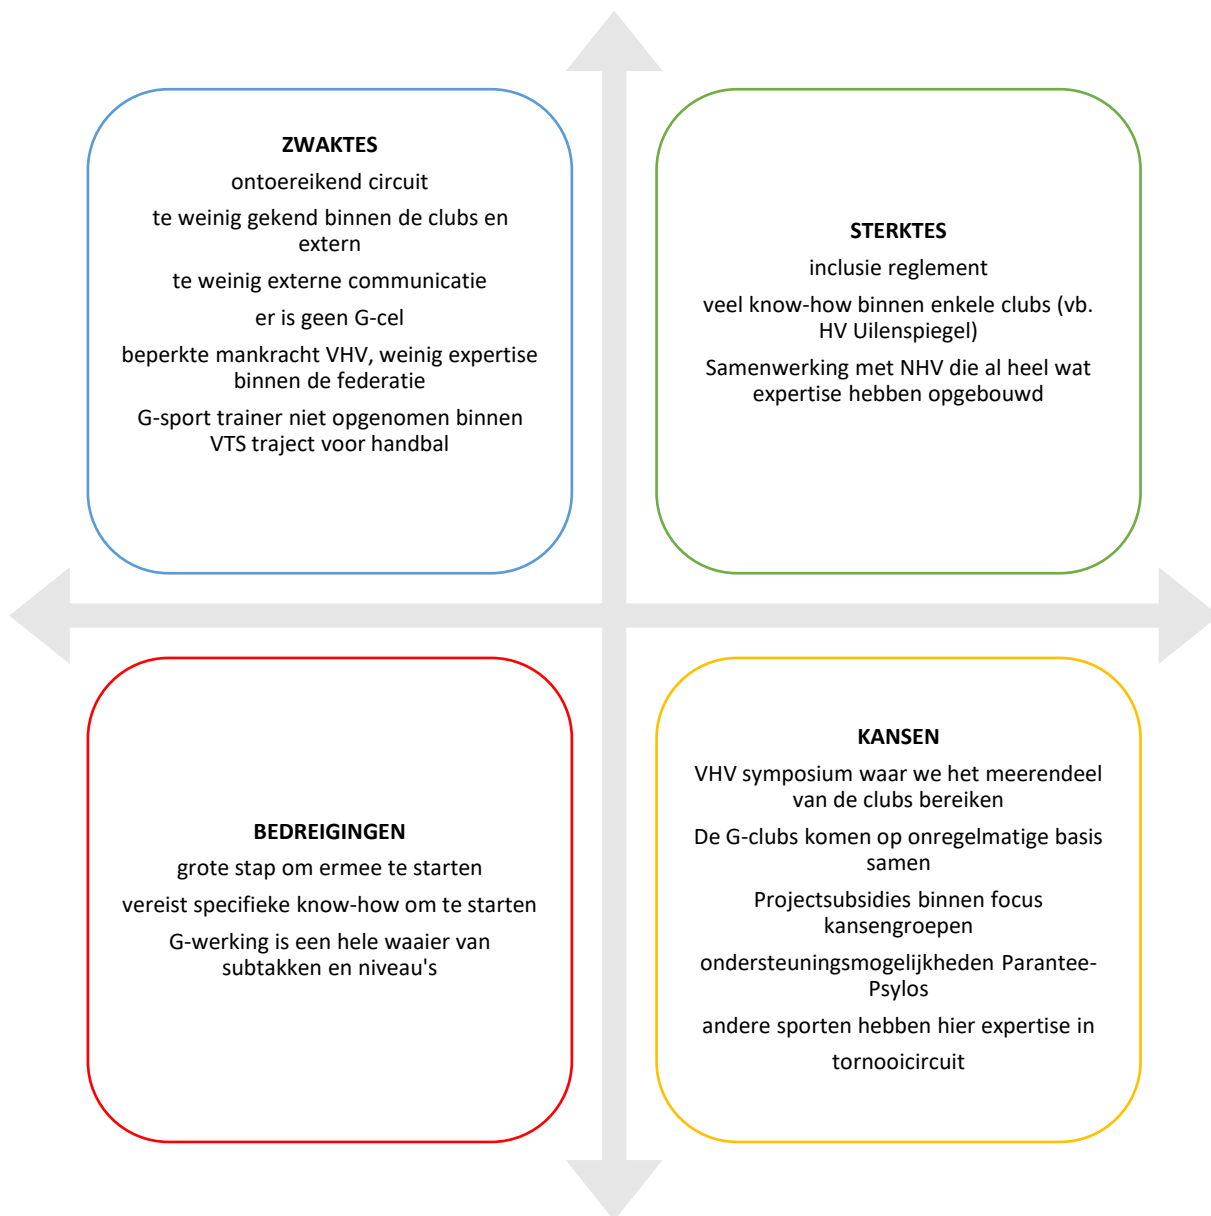 ZWAKTES
ontoereikend circuit
te weinig gekend binnen de clubs en
extern
te weinig externe communicatie
er is geen G-cel
beperkte mankracht VHV, weinig expertise
binnen de federatie
G-sport trainer niet opgenomen binnen
VTS traject voor handbal
STERKTES
inclusie reglement
veel know-how binnen enkele clubs (vb.
HV Uilenspiegel)
Samenwerking met NHV die al heel wat
expertise hebben opgebouwd
BEDREIGINGEN
grote stap om ermee te starten
vereist specifieke know-how om te starten
G-werking is een hele waaier van
subtakken en niveau's
KANSEN
VHV symposium waar we het meerendeel
van de clubs bereiken
De G-clubs komen op onregelmatige basis
samen
Projectsubsidies binnen focus
kansengroepen
ondersteuningsmogelijkheden Parantee-
Psylos
andere sporten hebben hier expertise in
tornooicircuit